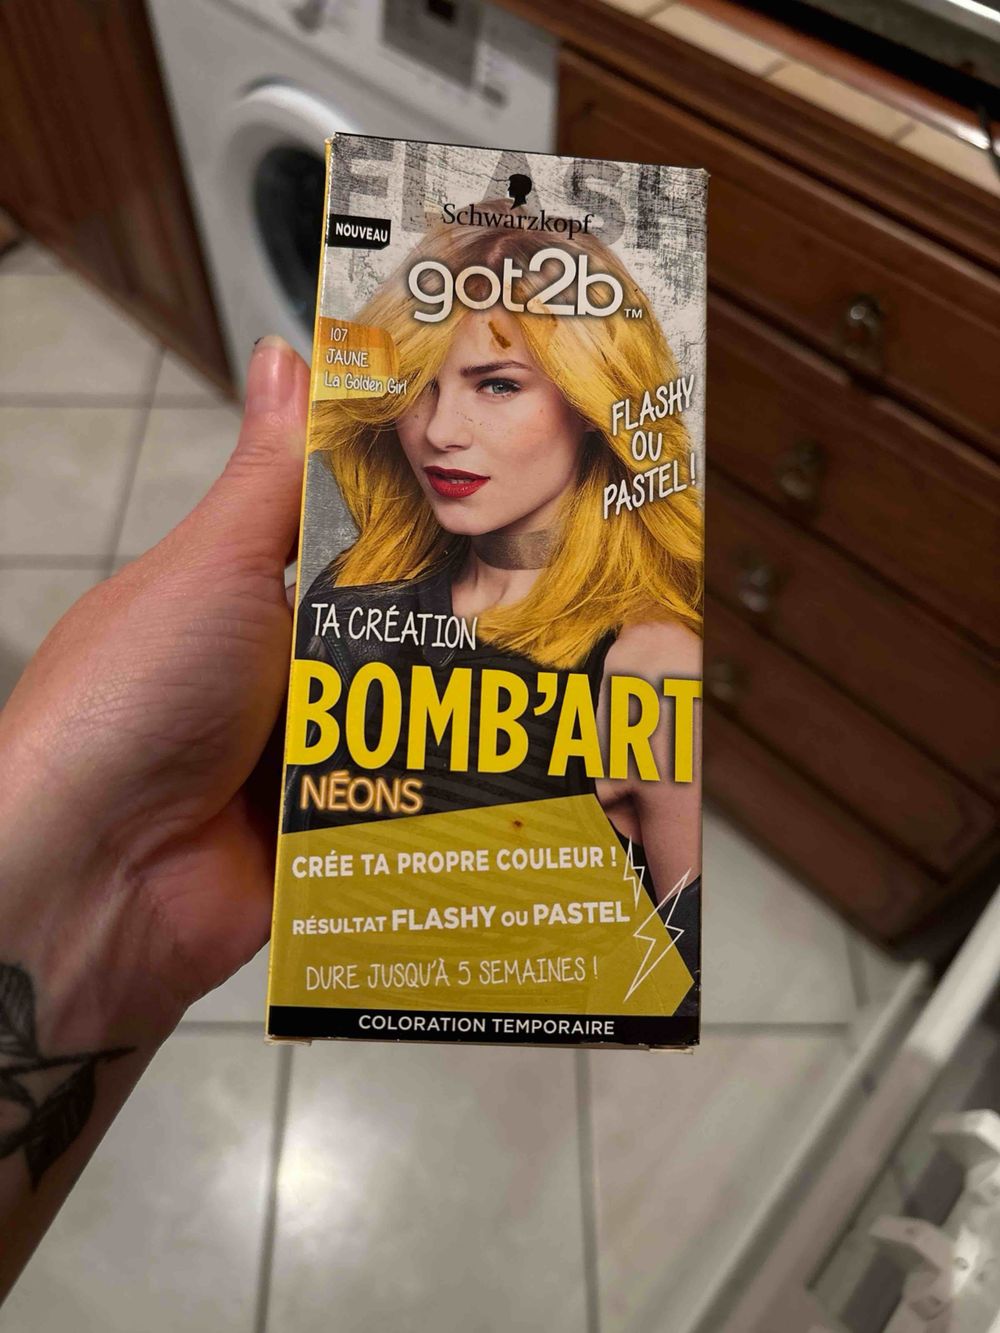 FLASH
Schwarzkopf
NOUVEAU
got2b™
107
JAUNE
La Golden Girl
FLASHY
OU
PASTEL !
TA CRÉATION
BOMB'ART
NÉONS
CRÉE TA PROPRE COULEUR !
RÉSULTAT FLASHY OU PASTEL
DURE JUSQU'À 5 SEMAINES !
COLORATION TEMPORAIRE